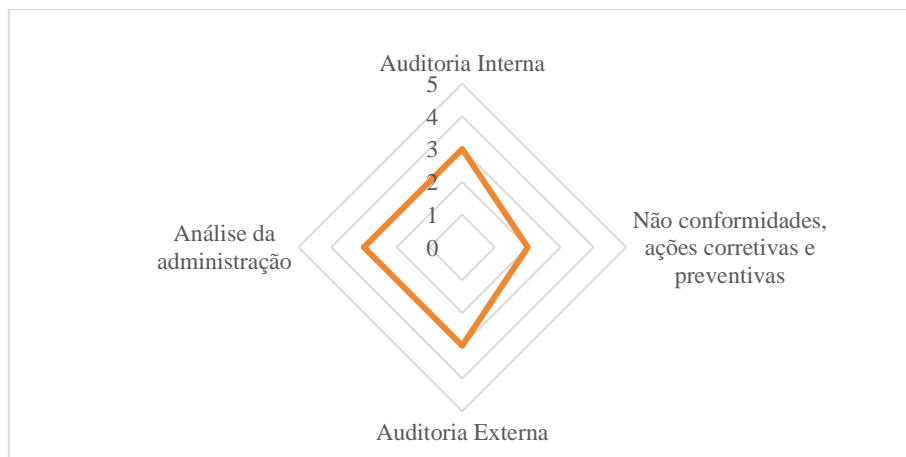 Auditoria Interna
5
4
3
2
1
0
Não conformidades,
ações corretivas e
preventivas
Auditoria Externa
Análise da
administração